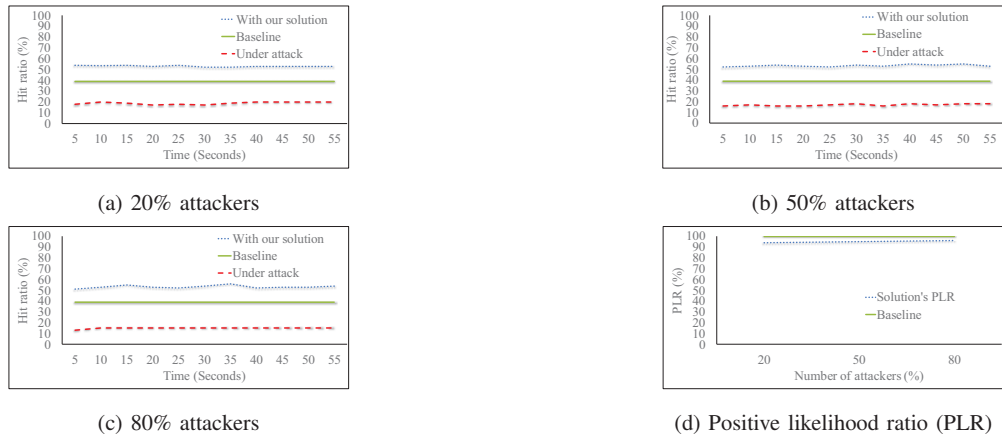 100
90
80
70
60
50
40
30
20
10
0
Hit ratio (%)
With our solution
Baseline
Under attack
5 10 15 20 25 30 35 40 45 50 55
Time (Seconds)
(a) 20% attackers
100
90
80
70
60
50
40
30
20
10
0
Hit ratio (%)
With our solution
Baseline
Under attack
5 10 15 20 25 30 35 40 45 50 55
Time (Seconds)
(b) 50% attackers
100
90
80
70
60
50
40
30
20
10
0
Hit ratio (%)
With our solution
Baseline
Under attack
5 10 15 20 25 30 35 40 45 50 55
Time (Seconds)
(c) 80% attackers
100
90
80
70
60
50
40
30
20
10
0
PLR (%)
Solution's PLR
Baseline
20 50 80
Number of attackers (%)
(d) Positive likelihood ratio (PLR)